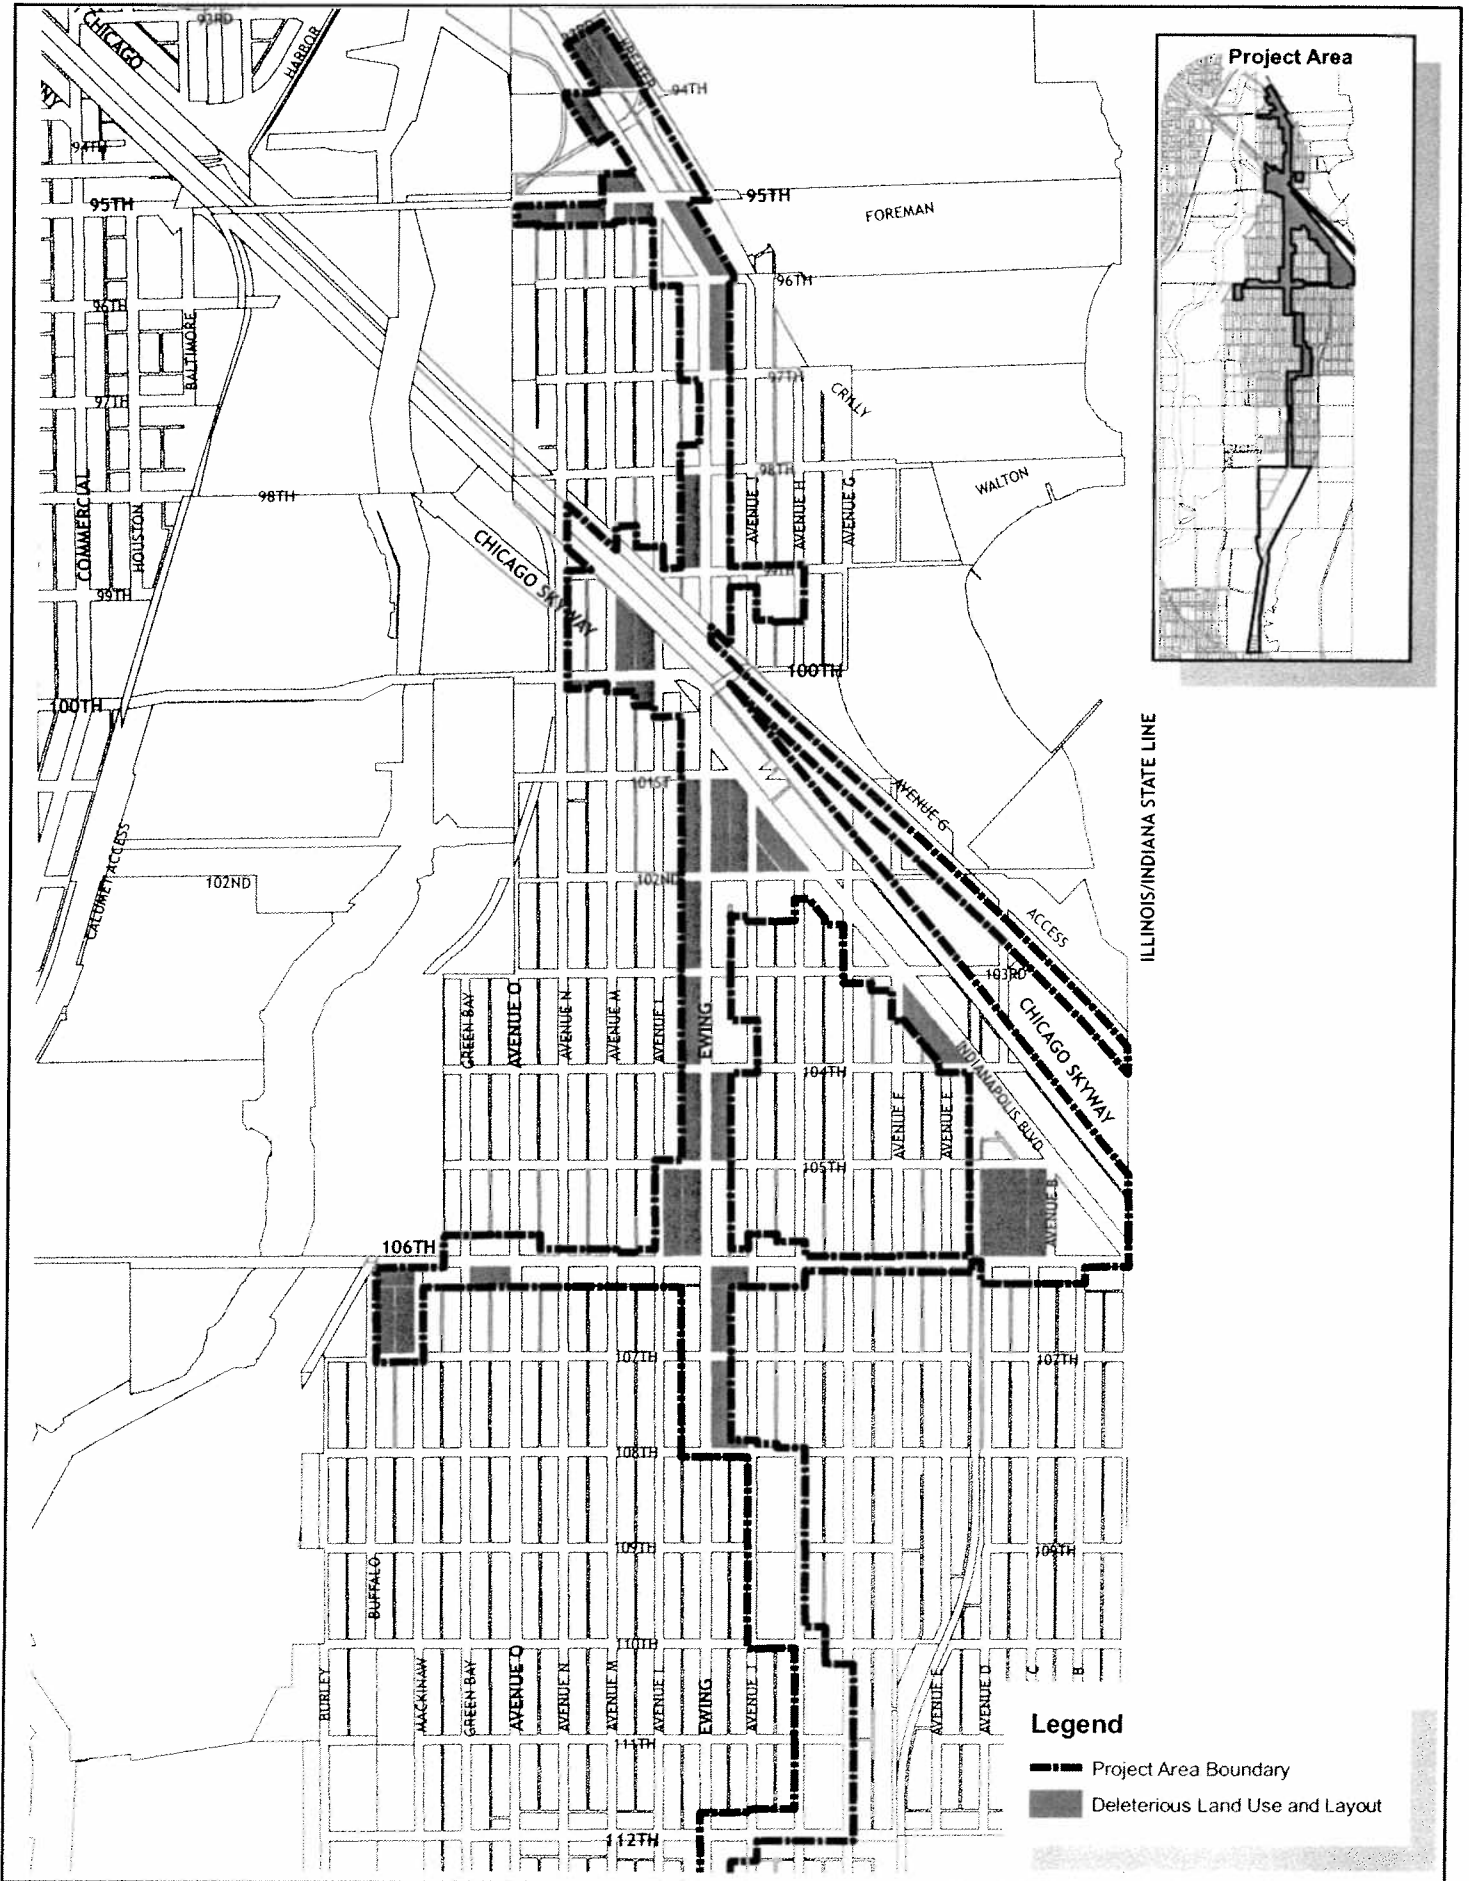 93RD
CHICAGO
HARBOR
94TH
94TH
95TH
95TH
FOREMAN
96TH
96TH
BALTIMORE
97TH
97TH
CRILLY
98TH
98TH
WALTON
COMMERCIAL
HOUSTON
AVENUE H
AVENUE G
CHICAGO SKYWAY
99TH
99TH
100TH
100TH
101ST
AVENUE G
CALUMET ACCESS
102ND
102ND
ACCESS
103RD
CHICAGO SKYWAY
GREEN BAY
AVENUE O
AVENUE N
AVENUE M
AVENUE L
EWING
104TH
INDIANAPOLIS BLVD
AVENUE F
AVENUE E
105TH
AVENUE B
106TH
107TH
107TH
108TH
109TH
109TH
BUFFALO
110TH
BURLEY
MACKINAW
GREEN BAY
AVENUE O
AVENUE N
AVENUE M
AVENUE L
EWING
AVENUE J
AVENUE E
AVENUE D
C
B
111TH
112TH
ILLINOIS/INDIANA STATE LINE
Project Area
Legend
Project Area Boundary
Deleterious Land Use and Layout